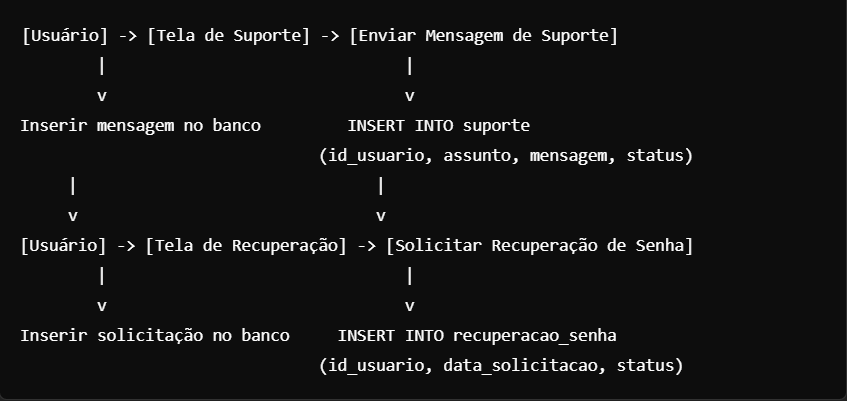 [Usuário] -> [Tela de Suporte] -> [Enviar Mensagem de Suporte]
| |
v v
Inserir mensagem no banco INSERT INTO suporte
(id_usuario, assunto, mensagem, status)
| |
v v
[Usuário] -> [Tela de Recuperação] -> [Solicitar Recuperação de Senha]
| |
v v
Inserir solicitação no banco INSERT INTO recuperacao_senha
(id_usuario, data_solicitacao, status)